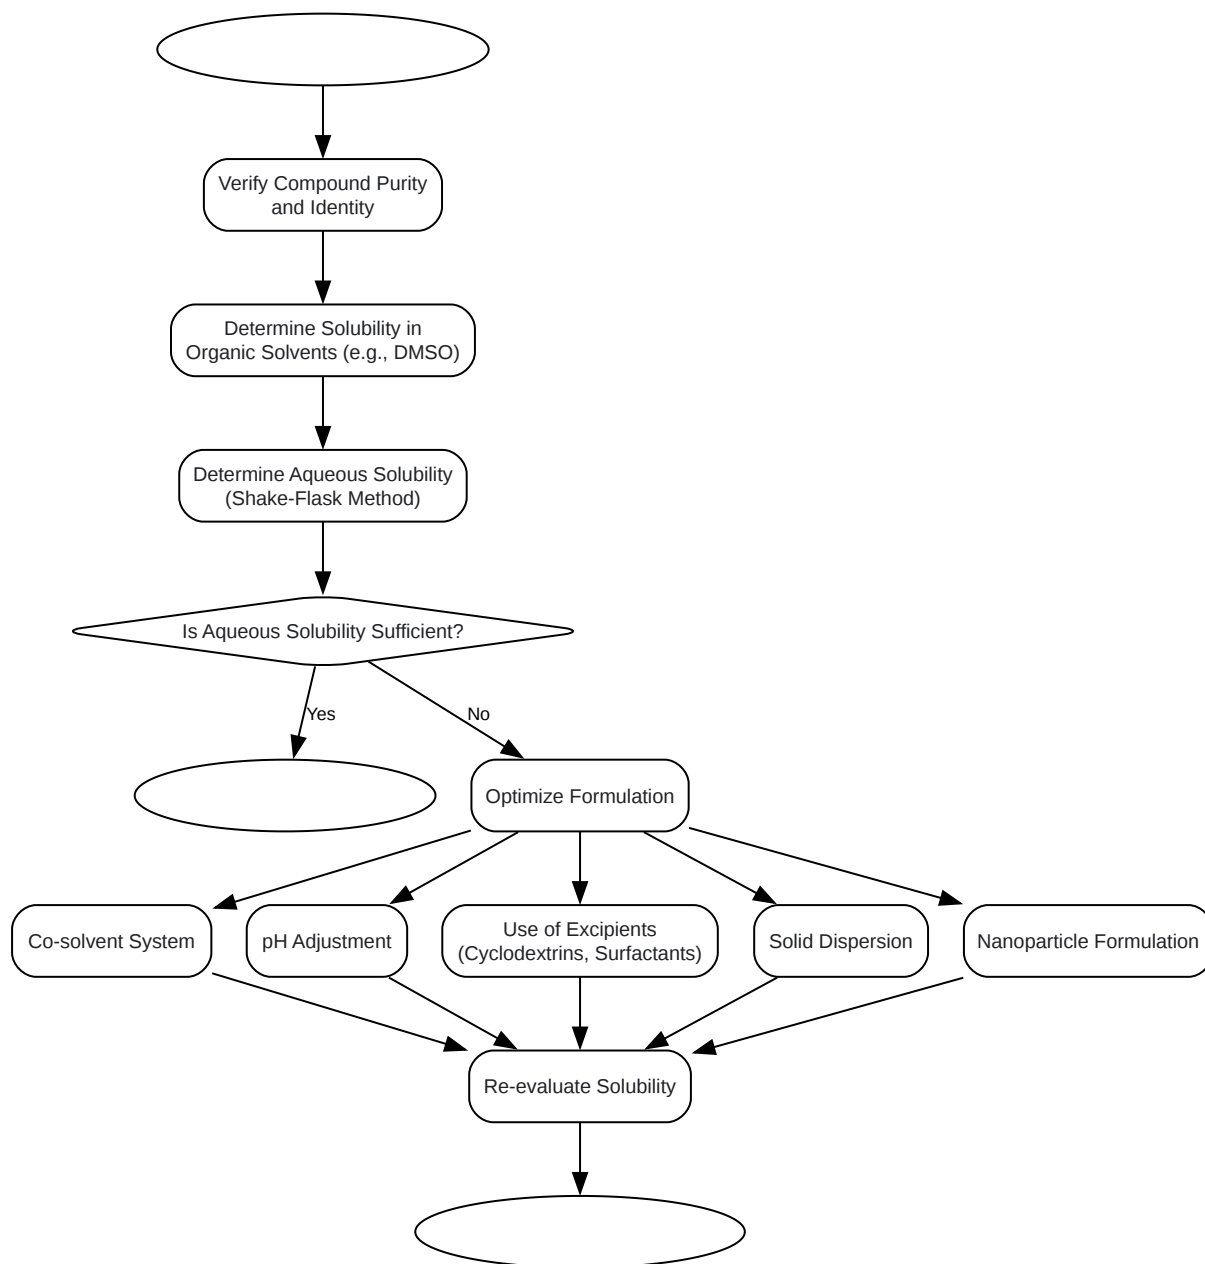 Verify Compound Purity
and Identity
Determine Solubility in
Organic Solvents (e.g., DMSO)
Determine Aqueous Solubility
(Shake-Flask Method)
Is Aqueous Solubility Sufficient?
Yes
No
Optimize Formulation
Co-solvent System
pH Adjustment
Use of Excipients
(Cyclodextrins, Surfactants)
Solid Dispersion
Nanoparticle Formulation
Re-evaluate Solubility